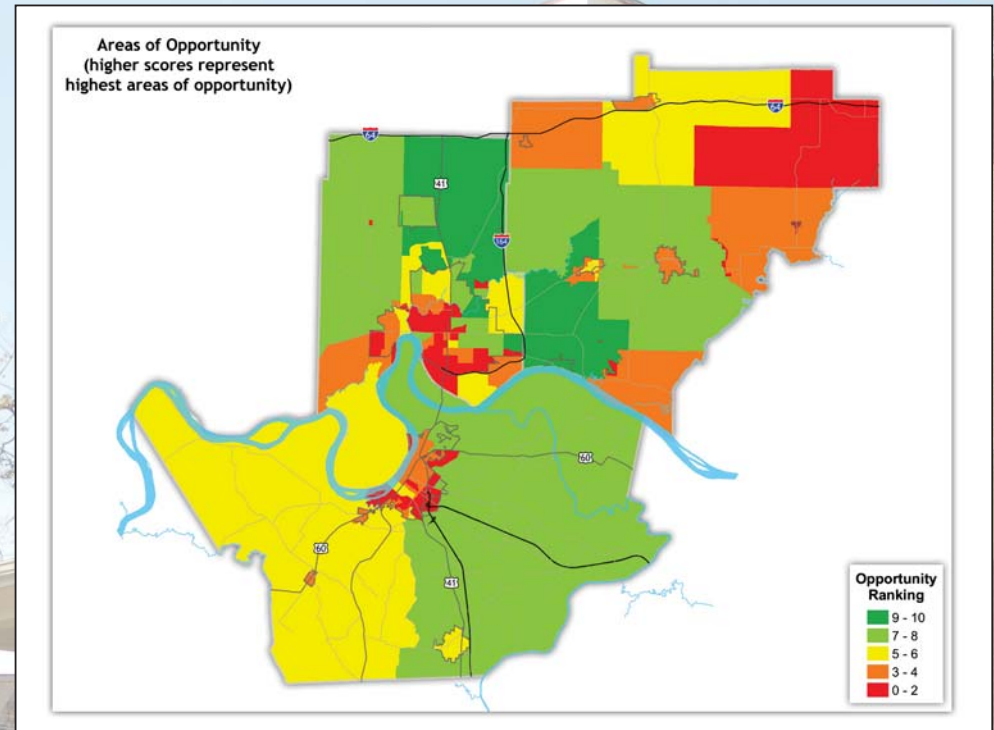 Areas of Opportunity
(higher scores represent
highest areas of opportunity)
64
64
41
164
60
60
41
Opportunity
Ranking
9 - 10
7 - 8
5 - 6
3 - 4
0 - 2